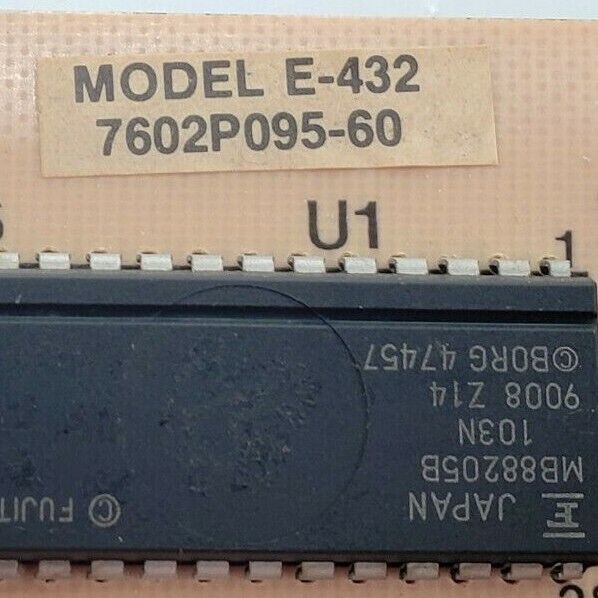 MODEL E-432
7602P095-60
U1
1
JAPAN
MB88205B
103N
9008 Z14
©BORG 47457
© FUJIT